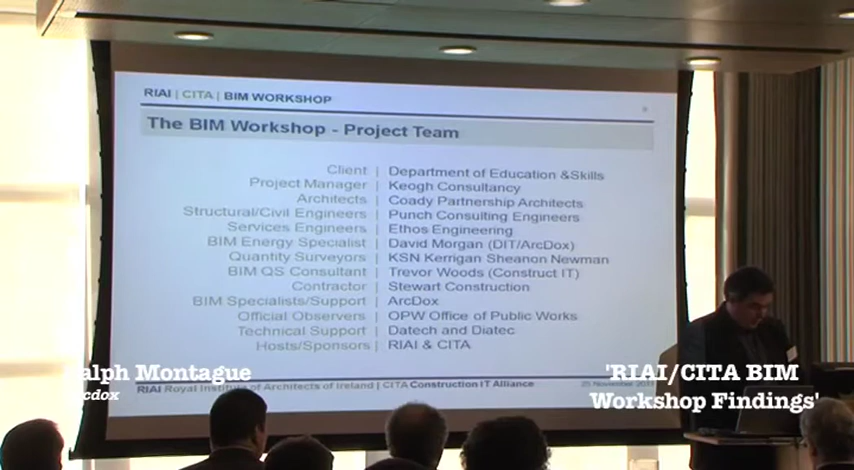 RIAI | CITA | BIM WORKSHOP
The BIM Workshop - Project Team
Client | Department of Education &Skills
Project Manager | Keogh Consultancy
Architects | Coady Partnership Architects
Structural/Civil Engineers | Punch Consulting Engineers
Services Engineers | Ethos Engineering
BIM Energy Specialist | David Morgan (DIT/ArcDox)
Quantity Surveyors | KSN Kerrigan Sheanon Newman
BIM QS Consultant | Trevor Woods (Construct IT)
Contractor | Stewart Construction
BIM Specialists/Support | ArcDox
Official Observers | OPW Office of Public Works
Technical Support | Datech and Diatec
Hosts/Sponsors | RIAI & CITA
RIAI Royal Institute of Architects of Ireland | CITA Construction IT Alliance
25 November
alph Montague
rcdox
'RIAI/CITA BIM
Workshop Findings'